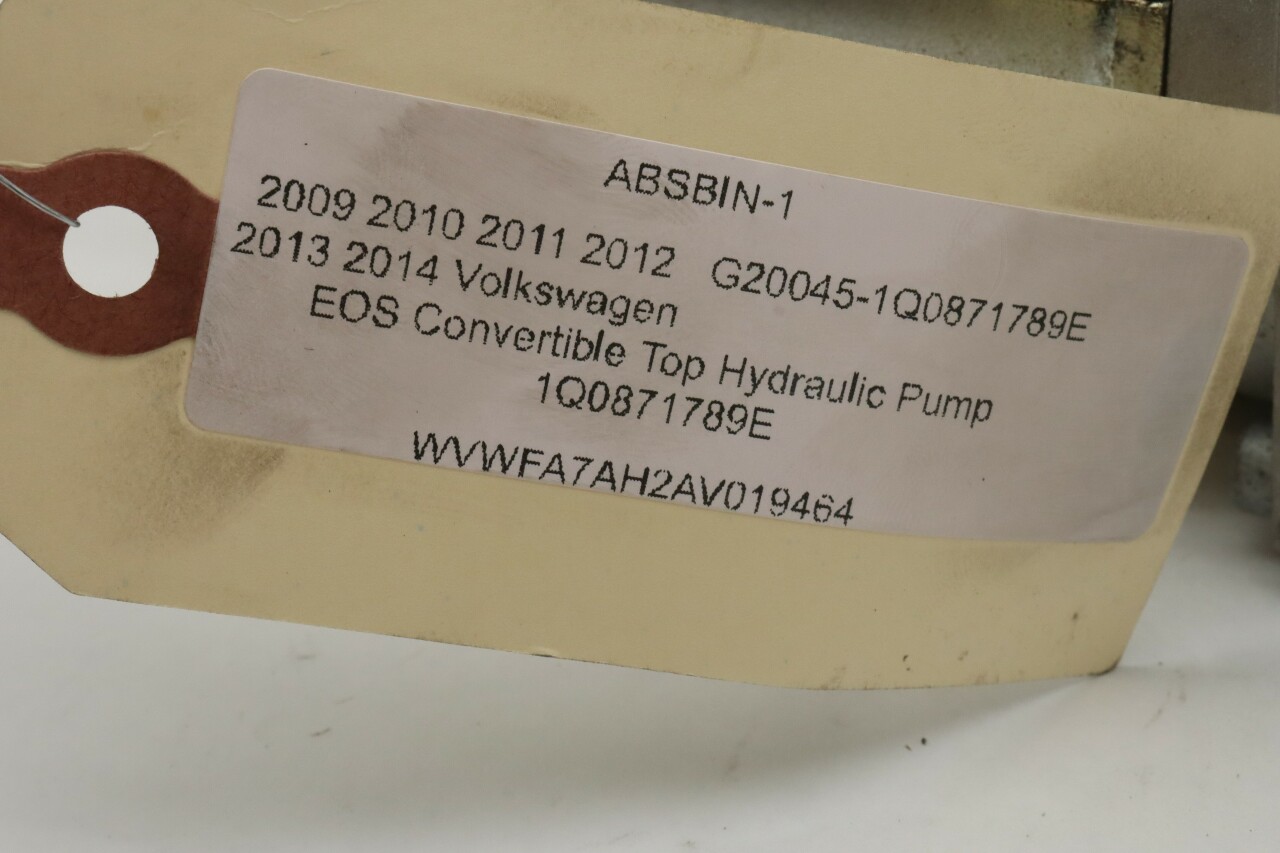 ABSBIN-1
2009 2010 2011 2012 G20045-1Q0871789E
2013 2014 Volkswagen
EOS Convertible Top Hydraulic Pump
1Q0871789E
WVWFA7AH2AV019464